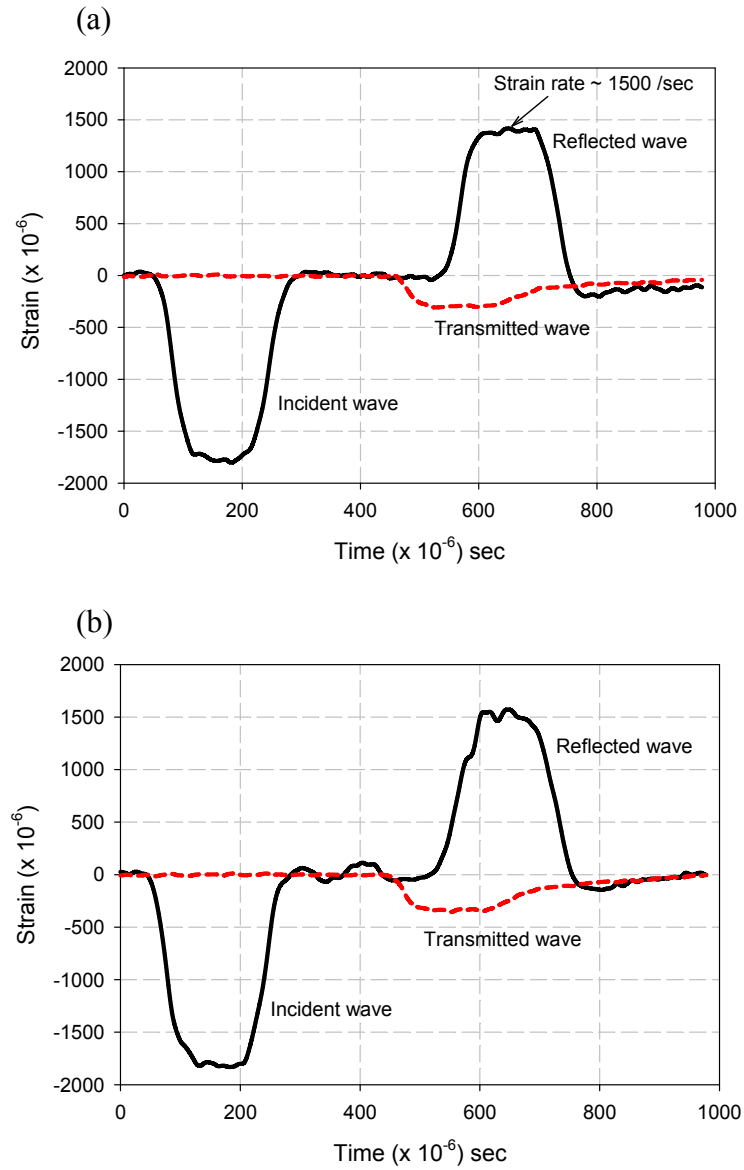 (a)
2000
1500
1000
500
0
-500
-1000
-1500
-2000
Strain (x 10-6)
Strain rate ~ 1500 /sec
Reflected wave
Transmitted wave
Incident wave
0 200 400 600 800 1000
Time (x 10-6) sec
(b)
2000
1500
1000
500
0
-500
-1000
-1500
-2000
Strain (x 10-6)
Reflected wave
Transmitted wave
Incident wave
0 200 400 600 800 1000
Time (x 10-6) sec